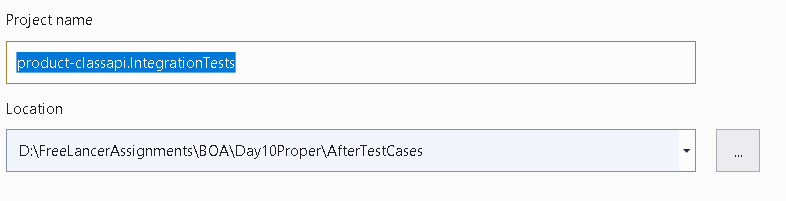 Project name
product-classapi.IntegrationTests
Location
D:\FreeLancerAssignments\BOA\Day10Proper\AfterTestCases
...